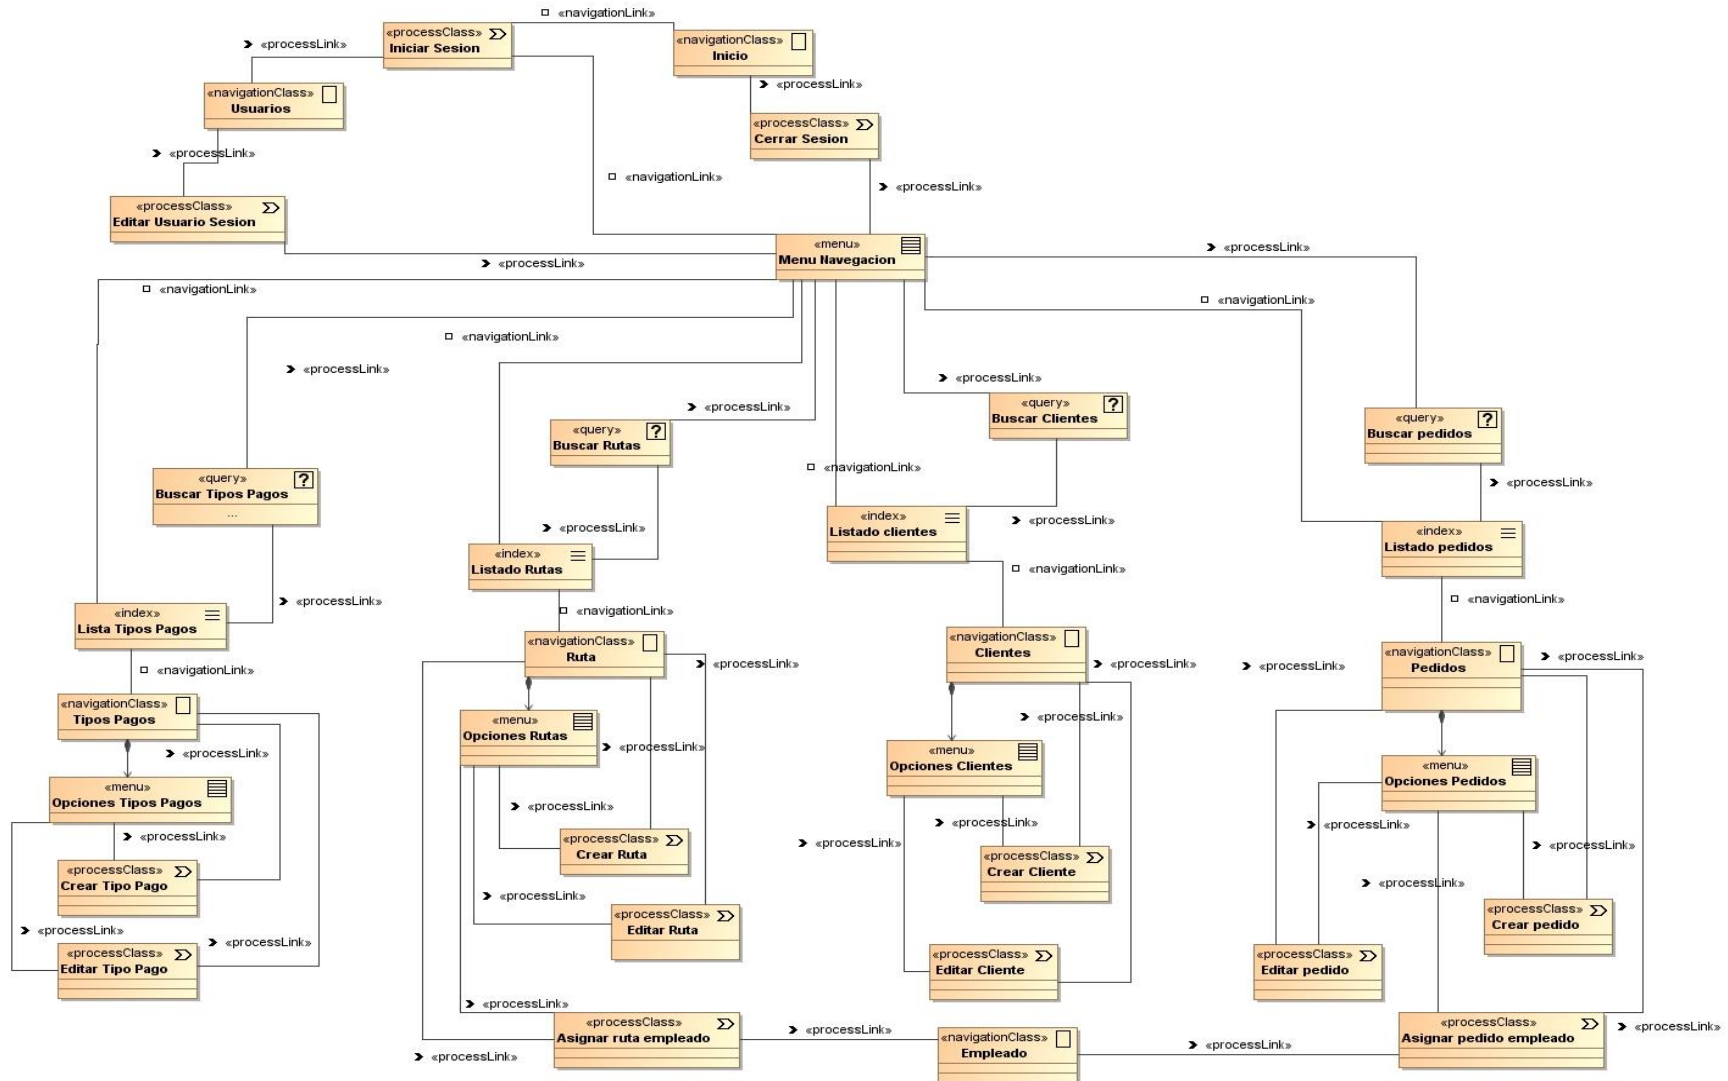 «navigationLink»
«processClass»
Iniciar Sesion
«navigationClass»
Inicio
«processLink»
«processLink»
«navigationClass»
Usuarios
«processClass»
Cerrar Sesion
«processLink»
«navigationLink»
«processLink»
«processClass»
Editar Usuario Sesion
«menu»
Menu Navegacion
«processLink»
«processLink»
«navigationLink»
«navigationLink»
«navigationLink»
«processLink»
«processLink»
«processLink»
«query»
Buscar Clientes
«query»
Buscar pedidos
«query»
Buscar Rutas
«navigationLink»
«query»
Buscar Tipos Pagos
...
«processLink»
«index»
Listado clientes
«processLink»
«processLink»
«index»
Listado pedidos
«index»
Listado Rutas
«navigationLink»
«processLink»
«navigationLink»
«navigationLink»
«index»
Lista Tipos Pagos
«navigationClass»
Ruta
«navigationClass»
Clientes
«navigationClass»
Pedidos
«processLink»
«processLink»
«processLink»
«processLink»
«navigationLink»
«navigationClass»
Tipos Pagos
«menu»
Opciones Rutas
«processLink»
«processLink»
«processLink»
«menu»
Opciones Clientes
«menu»
Opciones Pedidos
«menu»
Opciones Tipos Pagos
«processLink»
«processLink»
«processLink»
«processLink»
«processLink»
«processLink»
«processClass»
Crear Ruta
«processClass»
Crear Cliente
«processClass»
Crear Tipo Pago
«processLink»
«processLink»
«processClass»
Crear pedido
«processClass»
Editar Ruta
«processLink»
«processLink»
«processClass»
Editar Tipo Pago
«processClass»
Editar Cliente
«processClass»
Editar pedido
«processLink»
«processClass»
Asignar ruta empleado
«processLink»
«navigationClass»
Empleado
«processLink»
«processClass»
Asignar pedido empleado
«processLink»
«processLink»